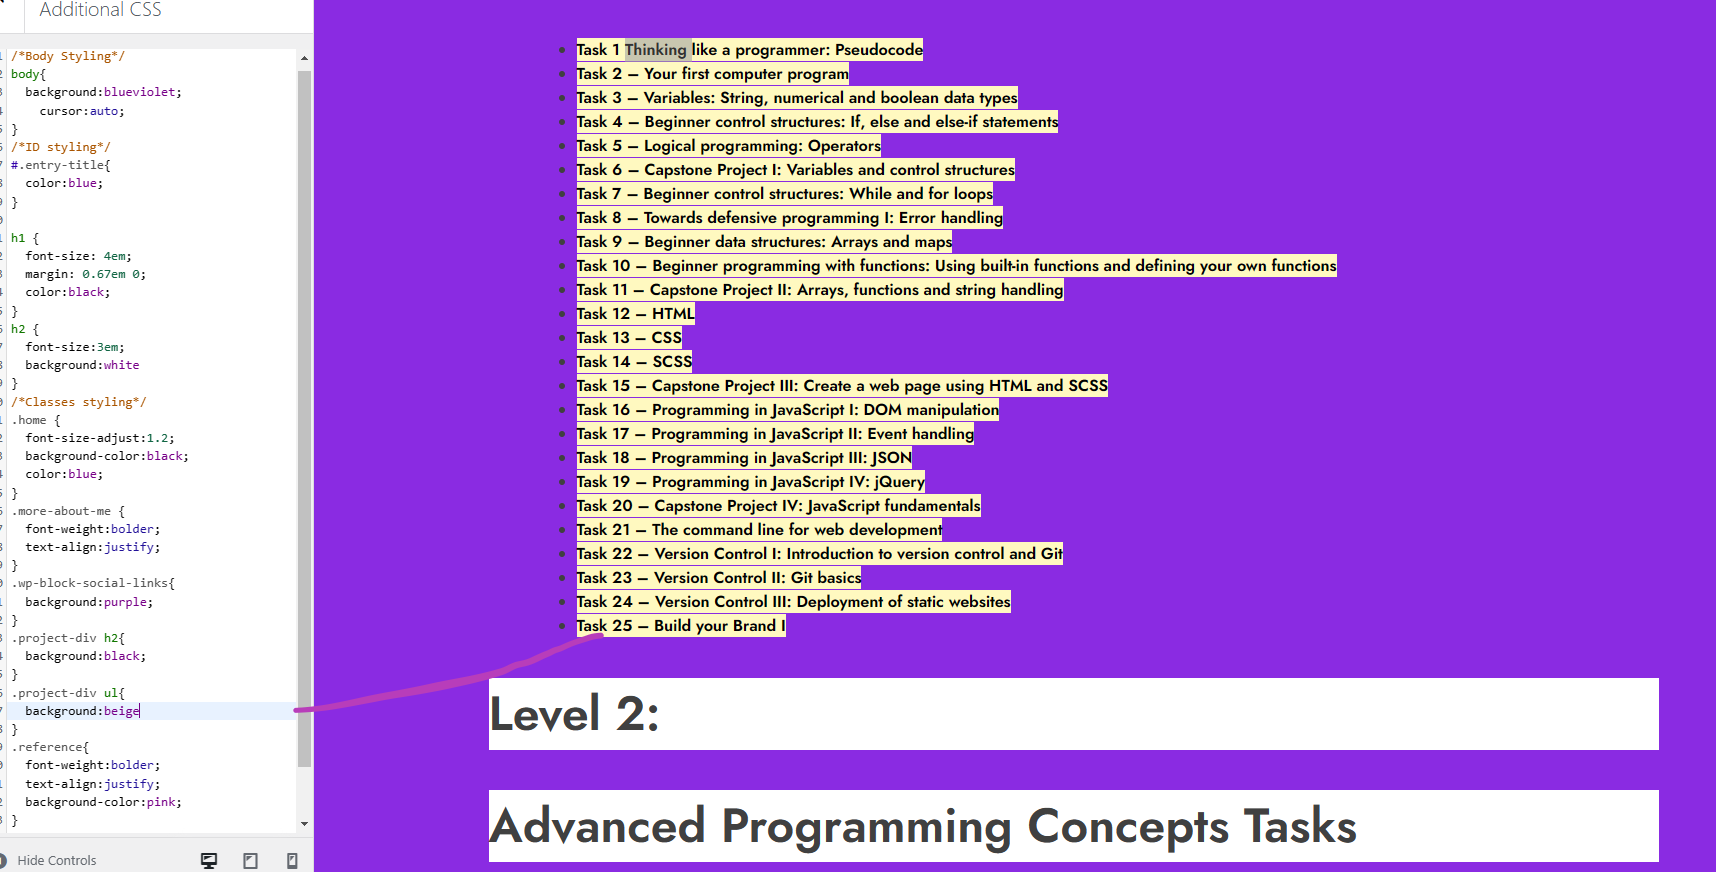 Additional CSS
/*Body Styling*/
body{
background:blueviolet;
cursor:auto;
}
/*ID styling*/
#.entry-title{
color:blue;
}
h1 {
font-size: 4em;
margin: 0.67em 0;
color:black;
}
h2 {
font-size:3em;
background:white
}
/*Classes styling*/
.home {
font-size-adjust:1.2;
background-color:black;
color:blue;
}
.more-about-me {
font-weight:bolder;
text-align:justify;
}
.wp-block-social-links{
background:purple;
}
.project-div h2{
background:black;
}
.project-div ul{
background:beige
}
.reference{
font-weight:bolder;
text-align:justify;
background-color:pink;
}
Hide Controls
Task 1 Thinking like a programmer: Pseudocode
Task 2 – Your first computer program
Task 3 – Variables: String, numerical and boolean data types
Task 4 – Beginner control structures: If, else and else-if statements
Task 5 – Logical programming: Operators
Task 6 – Capstone Project I: Variables and control structures
Task 7 – Beginner control structures: While and for loops
Task 8 – Towards defensive programming I: Error handling
Task 9 – Beginner data structures: Arrays and maps
Task 10 – Beginner programming with functions: Using built-in functions and defining your own functions
Task 11 – Capstone Project II: Arrays, functions and string handling
Task 12 – HTML
Task 13 – CSS
Task 14 – SCSS
Task 15 – Capstone Project III: Create a web page using HTML and SCSS
Task 16 – Programming in JavaScript I: DOM manipulation
Task 17 – Programming in JavaScript II: Event handling
Task 18 – Programming in JavaScript III: JSON
Task 19 – Programming in JavaScript IV: jQuery
Task 20 – Capstone Project IV: JavaScript fundamentals
Task 21 – The command line for web development
Task 22 – Version Control I: Introduction to version control and Git
Task 23 – Version Control II: Git basics
Task 24 – Version Control III: Deployment of static websites
Task 25 – Build your Brand I
Level 2:
Advanced Programming Concepts Tasks